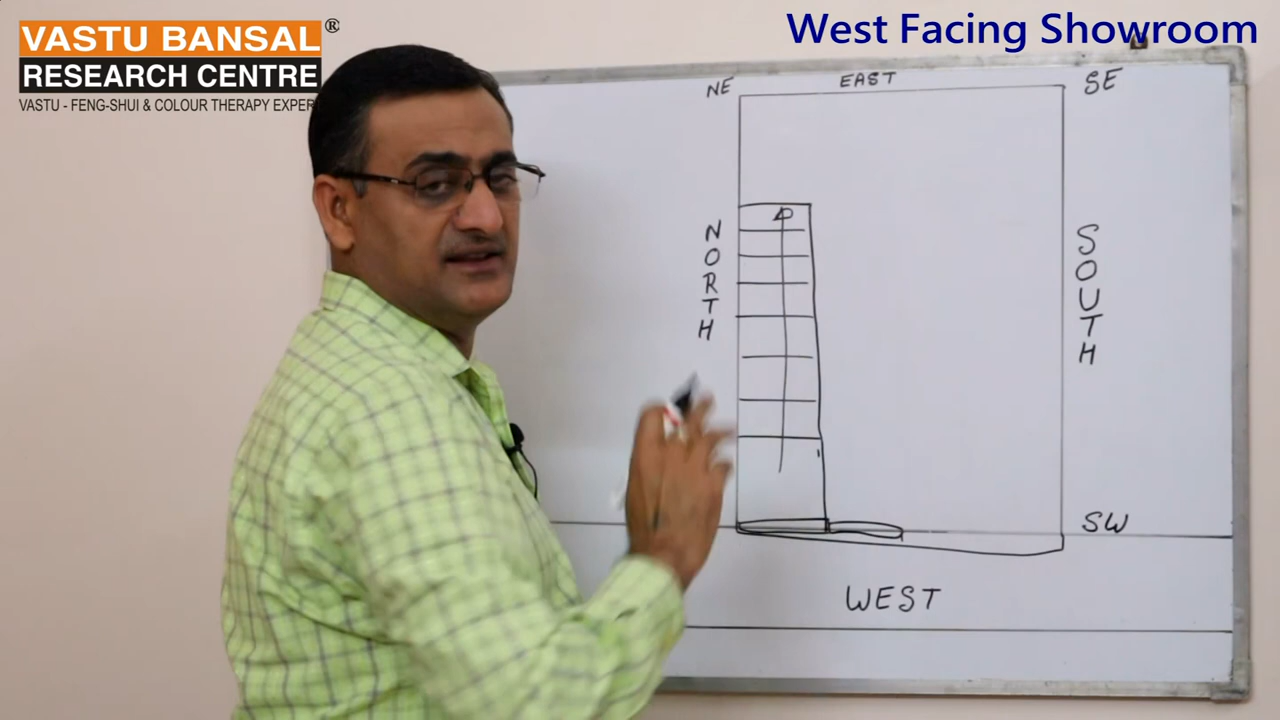 VASTU BANSAL ®
RESEARCH CENTRE
VASTU - FENG-SHUI & COLOUR THERAPY EXPER
West Facing Showroom
NE
EAST
SE
NORTH
SOUTH
SW
WEST